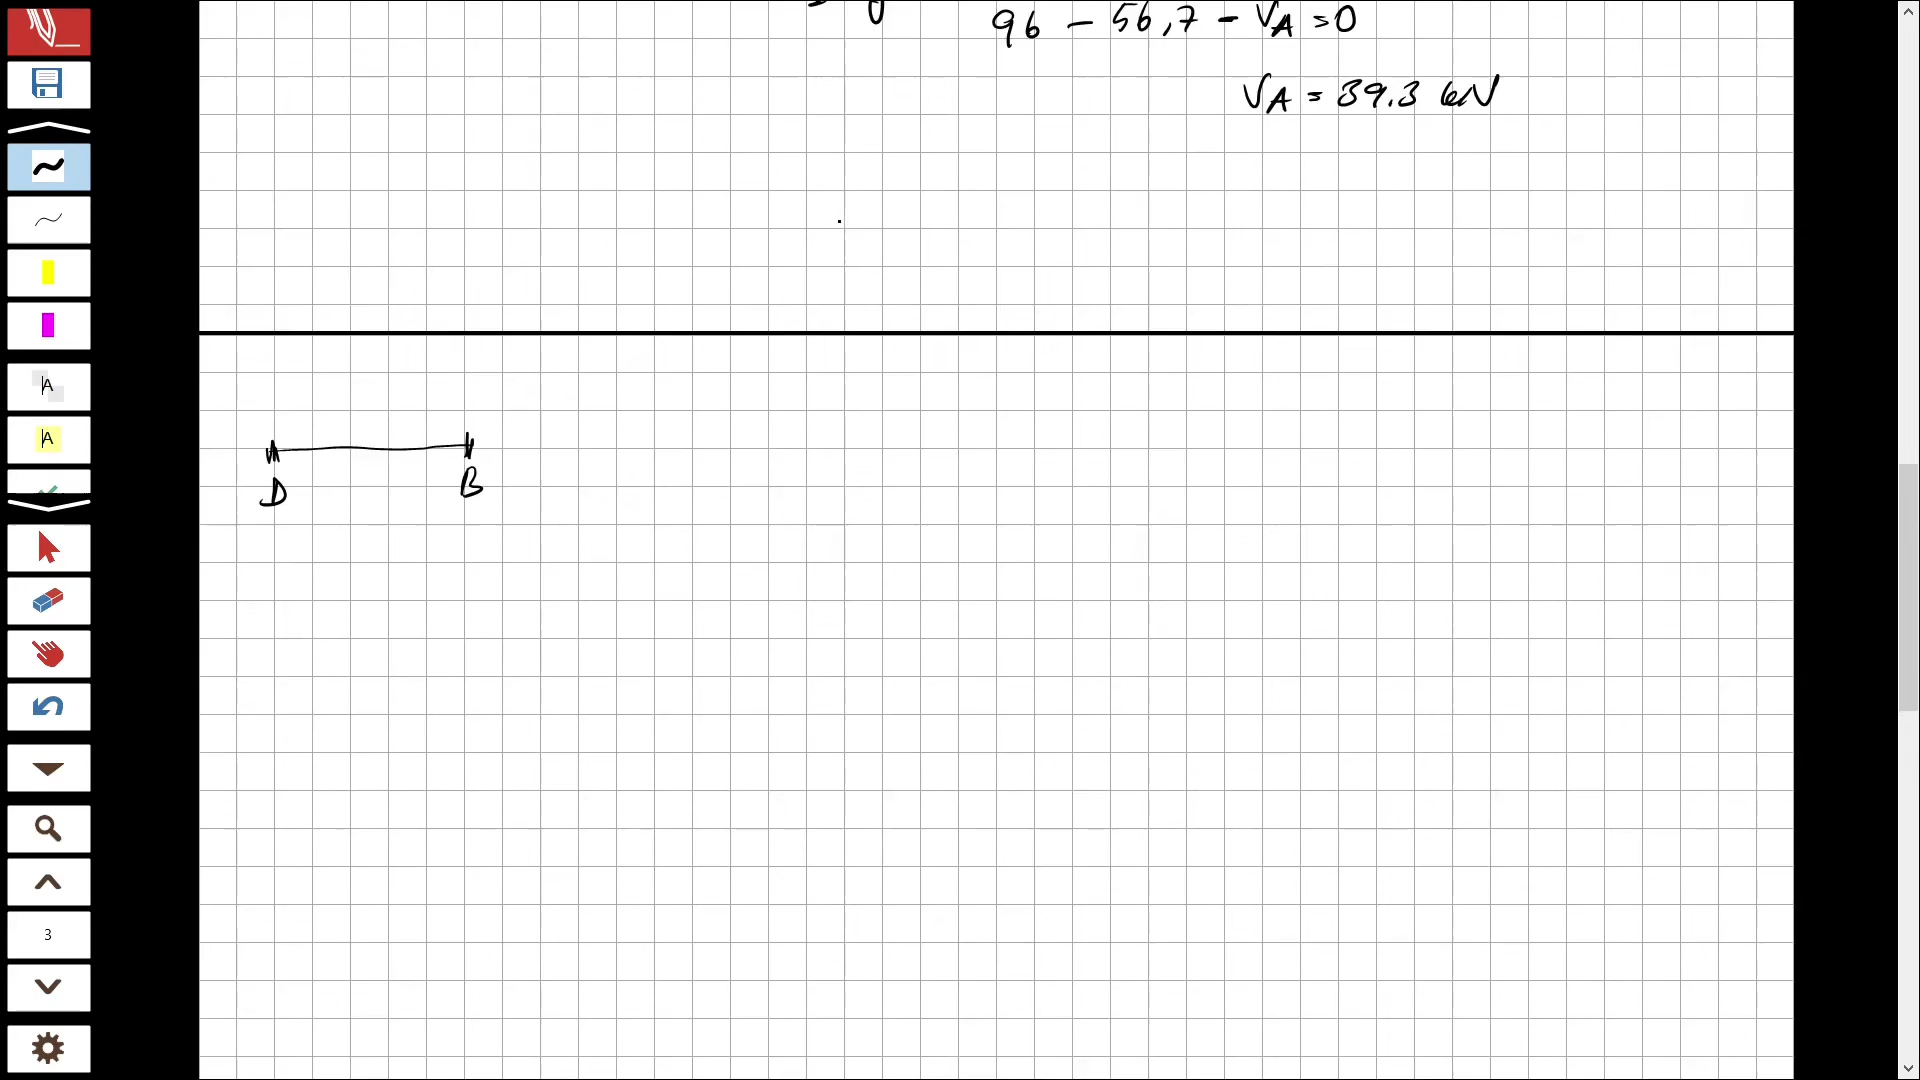 96 - 56,7 - VA = 0
VA = 39.3 kN
D B
A
A
3